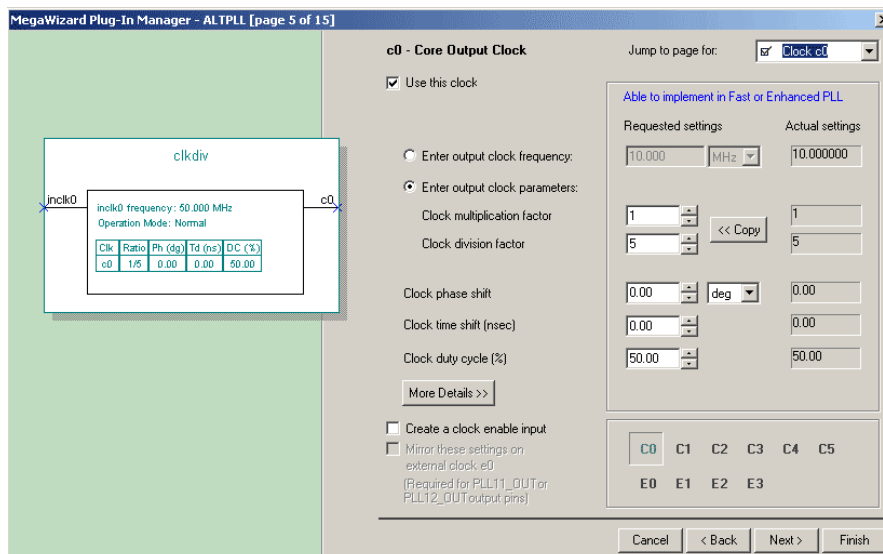 MegaWizard Plug-In Manager - ALTPLL [page 5 of 15]
clkdiv
inclk0
c0
inclk0 frequency: 50.000 MHz
Operation Mode: Normal
Clk Ratio Ph (dg) Td (ns) DC (%)
c0 1/5 0.00 0.00 50.00
c0 - Core Output Clock
Jump to page for: Clock c0
Use this clock
Able to implement in Fast or Enhanced PLL
Requested settings Actual settings
Enter output clock frequency: 10.000 MHz 10.000000
Enter output clock parameters:
Clock multiplication factor 1 << Copy 1
Clock division factor 5 5
Clock phase shift 0.00 deg 0.00
Clock time shift (nsec) 0.00 0.00
Clock duty cycle (%) 50.00 50.00
More Details >>
Create a clock enable input
Mirror these settings on
external clock e0
(Required for PLL11_OUT or
PLL12_OUT output pins)
C0 C1 C2 C3 C4 C5
E0 E1 E2 E3
Cancel < Back Next > Finish